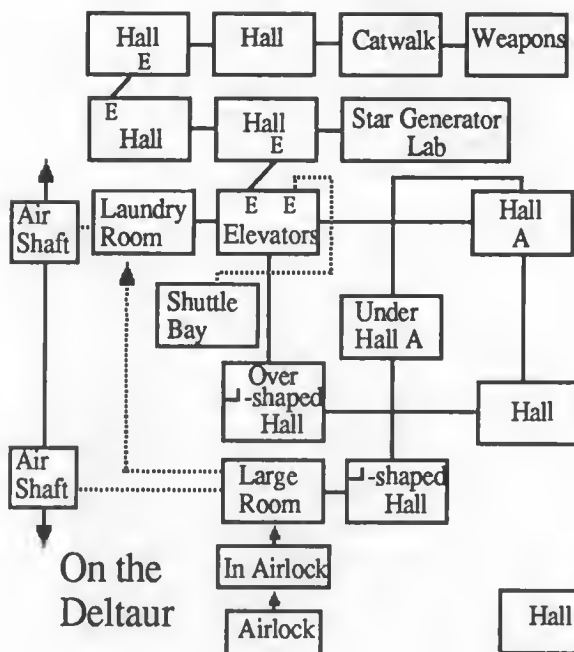 Hall
E
Hall
Catwalk
Weapons
E
Hall
Hall
E
Star Generator
Lab
Air
Shaft
Laundry
Room
E E
Elevators
Hall
A
Shuttle
Bay
Under
Hall A
Over
-shaped
Hall
Hall
Air
Shaft
Large
Room
-shaped
Hall
On the
Deltaur
In Airlock
Airlock
Hall